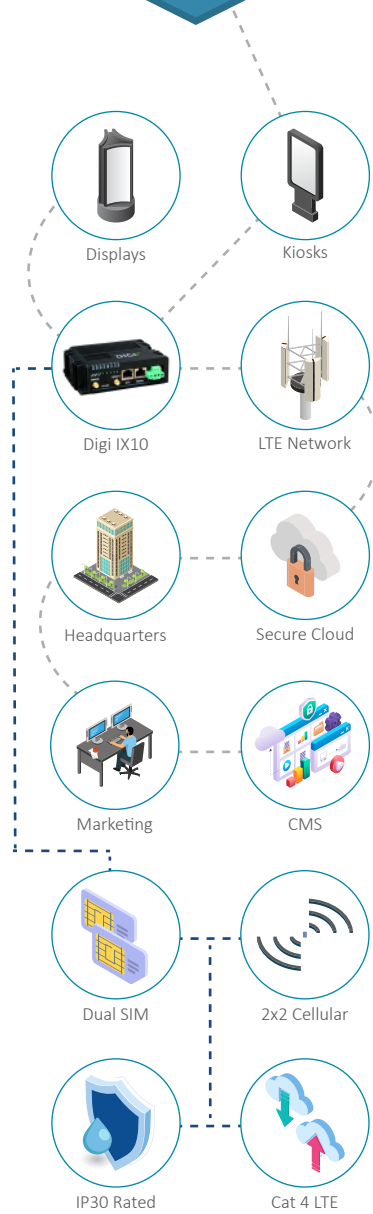 Displays
Kiosks
DIGI
Digi IX10
LTE Network
Headquarters
Secure Cloud
Marketing
CMS
Dual SIM
2x2 Cellular
IP30 Rated
Cat 4 LTE